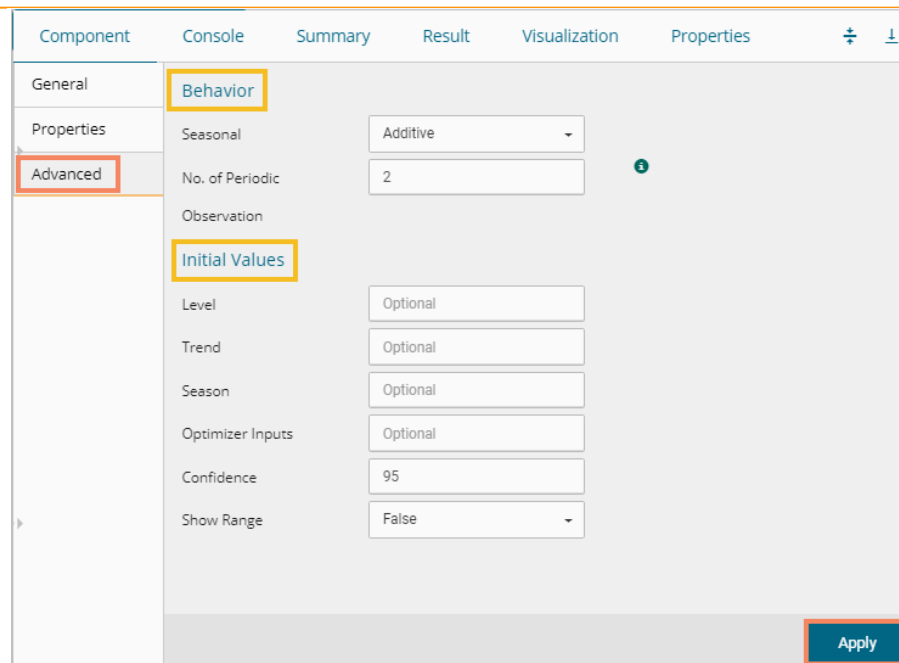 Component Console Summary Result Visualization Properties
General
Properties
Advanced
Behavior
Seasonal Additive
No. of Periodic 2
Observation
Initial Values
Level Optional
Trend Optional
Season Optional
Optimizer Inputs Optional
Confidence 95
Show Range False
Apply